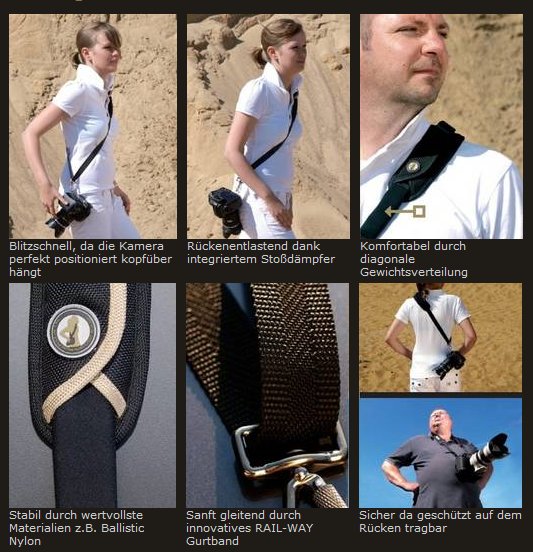 Blitzschnell, da die Kamera
perfekt positioniert kopfüber
hängt
Rückenentlastend dank
integriertem Stoßdämpfer
Komfortabel durch
diagonale
Gewichtsverteilung
Stabil durch wertvollste
Materialien z.B. Ballistic
Nylon
Sanft gleitend durch
innovatives RAIL-WAY
Gurtband
Sicher da geschützt auf dem
Rücken tragbar